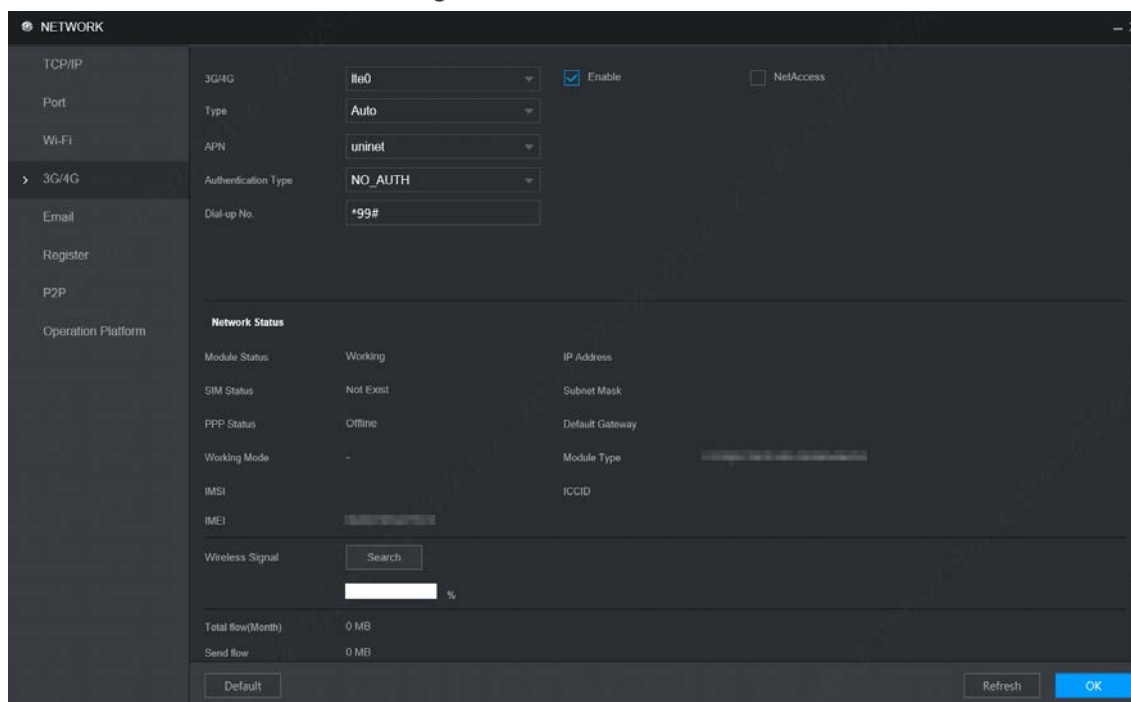 NETWORK
TCP/IP
Port
Wi-Fi
3G/4G
Email
Register
P2P
Operation Platform
3G/4G lte0 Enable NetAccess
Type Auto
APN uninet
Authentication Type NO_AUTH
Dial-up No. *99#
Network Status
Module Status Working IP Address
SIM Status Not Exist Subnet Mask
PPP Status Offline Default Gateway
Working Mode - Module Type
IMSI ICCID
IMEI
Wireless Signal Search
%
Total flow(Month) 0 MB
Send flow 0 MB
Default Refresh OK